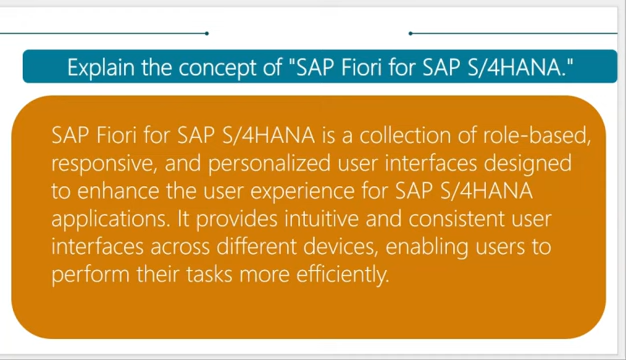 Explain the concept of "SAP Fiori for SAP S/4HANA."
SAP Fiori for SAP S/4HANA is a collection of role-based,
responsive, and personalized user interfaces designed
to enhance the user experience for SAP S/4HANA
applications. It provides intuitive and consistent user
interfaces across different devices, enabling users to
perform their tasks more efficiently.